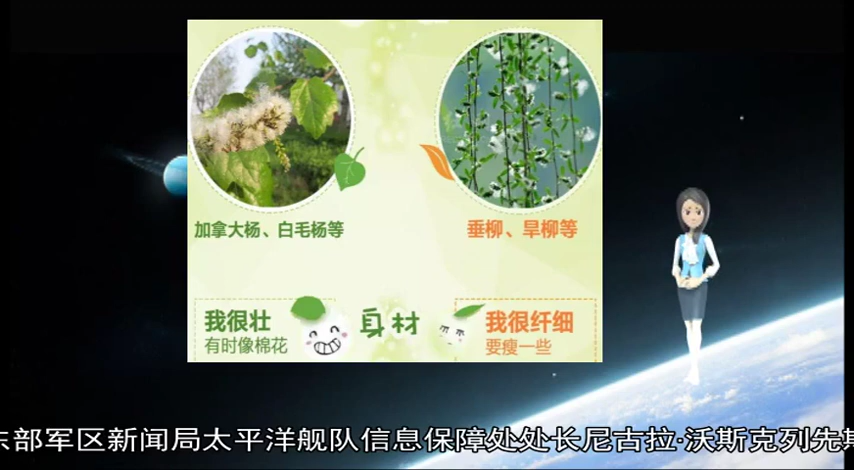 加拿大杨、白毛杨等
垂柳、旱柳等
我很壮
有时像棉花
身材
我很纤细
要瘦一些
东部军区新闻局太平洋舰队信息保障处处长尼古拉·沃斯克列先斯